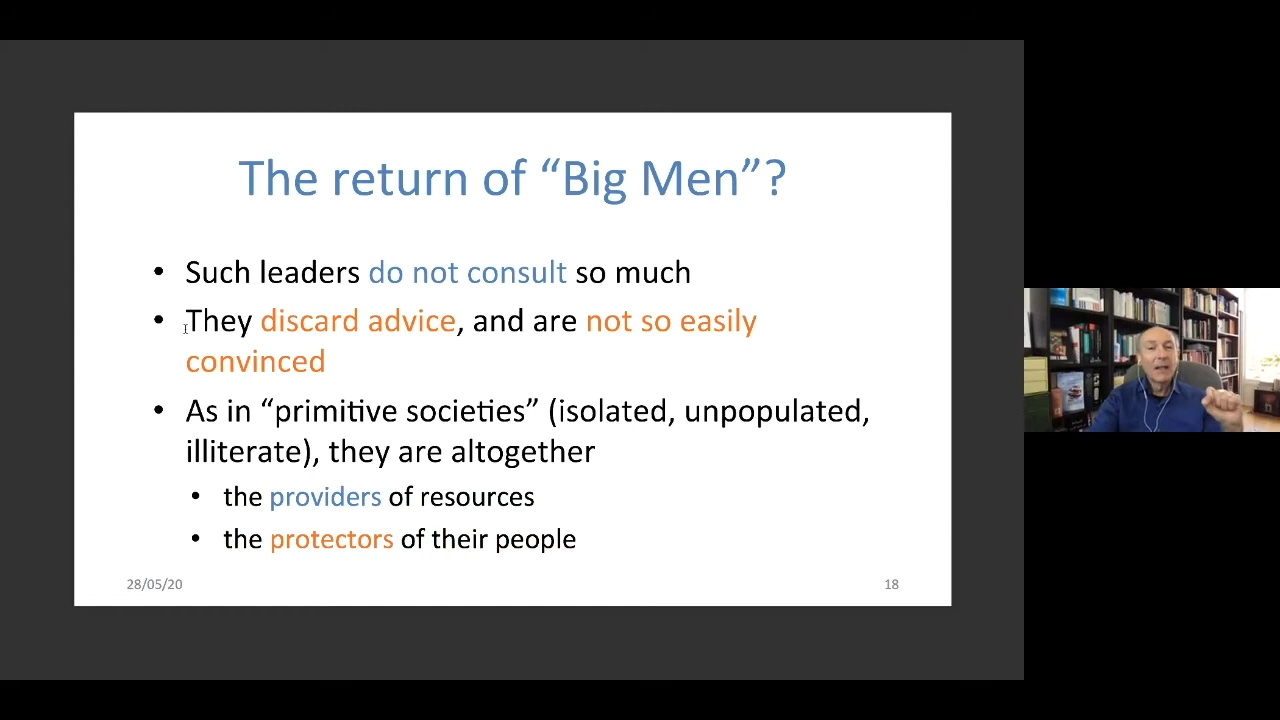 The return of “Big Men”?
• Such leaders do not consult so much
• They discard advice, and are not so easily
convinced
• As in “primitive societies” (isolated, unpopulated,
illiterate), they are altogether
• the providers of resources
• the protectors of their people
28/05/20
18